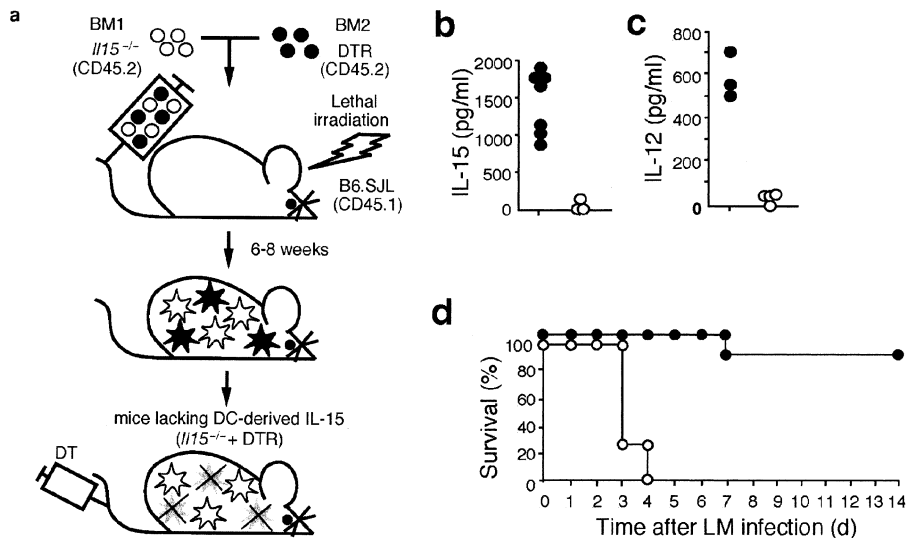 a
BM1
Il15⁻/⁻
(CD45.2)
BM2
DTR
(CD45.2)
Lethal
irradiation
B6.SJL
(CD45.1)
6-8 weeks
mice lacking DC-derived IL-15
(Il15⁻/⁻+ DTR)
DT
b
IL-15 (pg/ml)
2000
1500
1000
500
0
c
IL-12 (pg/ml)
800
600
400
200
0
0
d
Survival (%)
100
80
60
40
20
0
0 1 2 3 4 5 6 7 8 9 10 11 12 13 14
Time after LM infection (d)